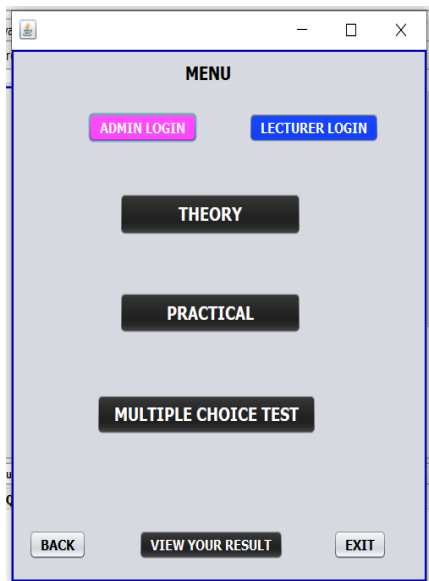 MENU
ADMIN LOGIN LECTURER LOGIN
THEORY
PRACTICAL
MULTIPLE CHOICE TEST
BACK VIEW YOUR RESULT EXIT